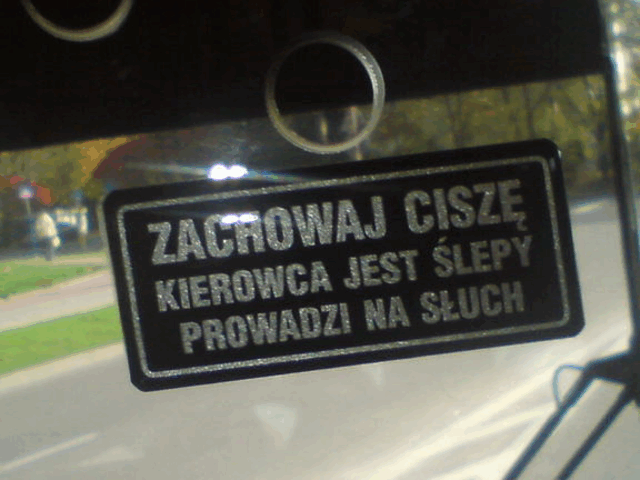 ZACHOWAJ CISZĘ
KIEROWCA JEST ŚLEPY
PROWADZI NA SŁUCH